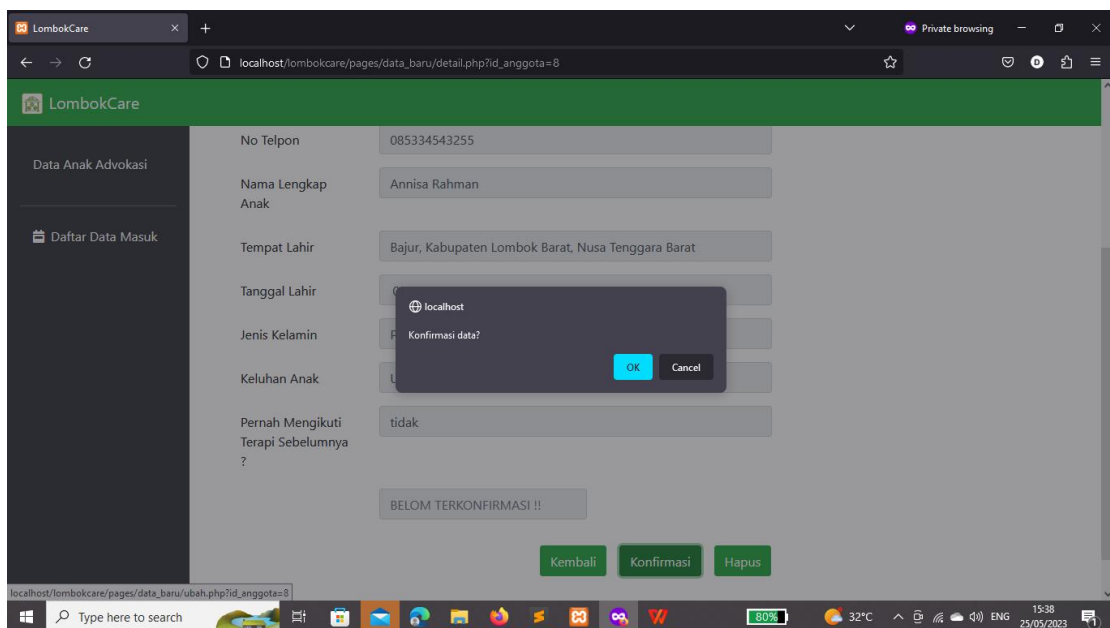 LombokCare
Private browsing
localhost/lombokcare/pages/data_baru/detail.php?id_anggota=8
LombokCare
Data Anak Advokasi
Daftar Data Masuk
No Telpon 085334543255
Nama Lengkap Annisa Rahman
Anak
Tempat Lahir Bajur, Kabupaten Lombok Barat, Nusa Tenggara Barat
Tanggal Lahir
localhost
Jenis Kelamin
Konfirmasi data?
OK Cancel
Keluhan Anak
Pernah Mengikuti tidak
Terapi Sebelumnya
?
BELOM TERKONFIRMASI !!
Kembali Konfirmasi Hapus
localhost/lombokcare/pages/data_baru/ubah.php?id_anggota=8
Type here to search
80%
32°C
ENG
15:38
25/05/2023